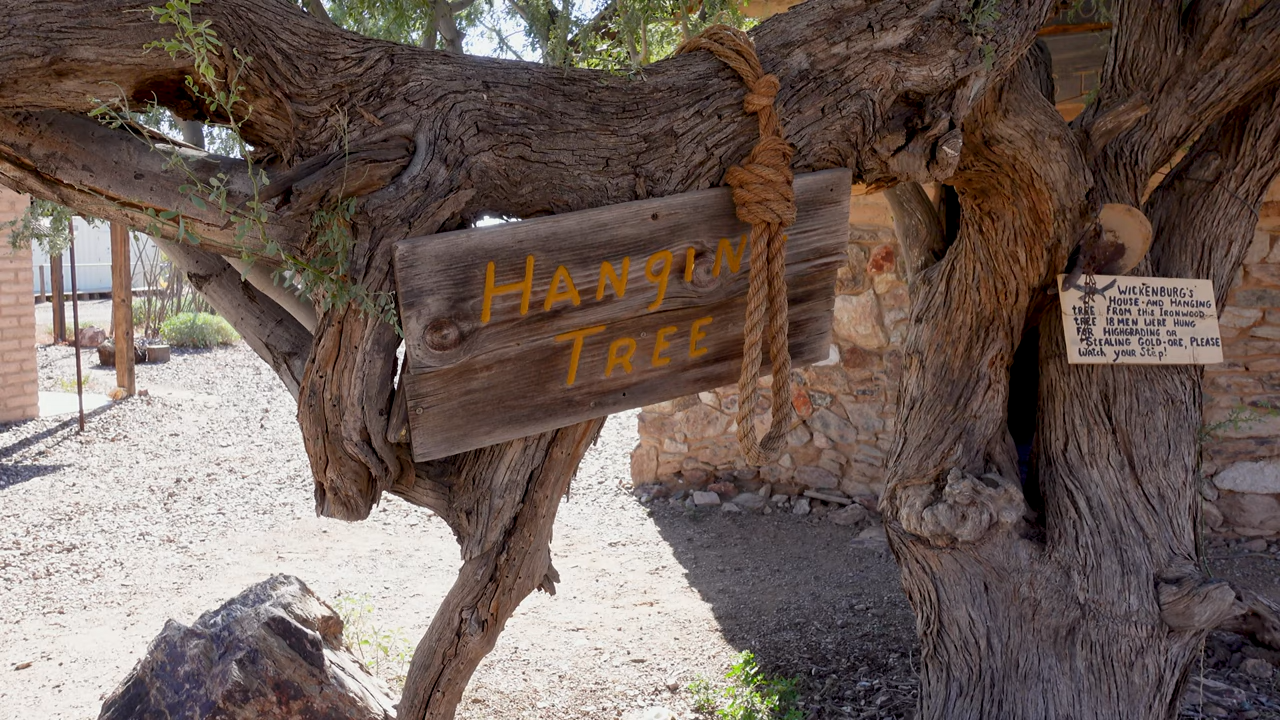 HANGIN
TREE
WICKENBURG'S
HOUSE AND HANGING
TREE FROM this IRONWOOD
tREE 18 MEN WERE HUNG
FOR HIGHGRADING OR
STEALING GOLD-ORE, PLEASE
Watch your Step!